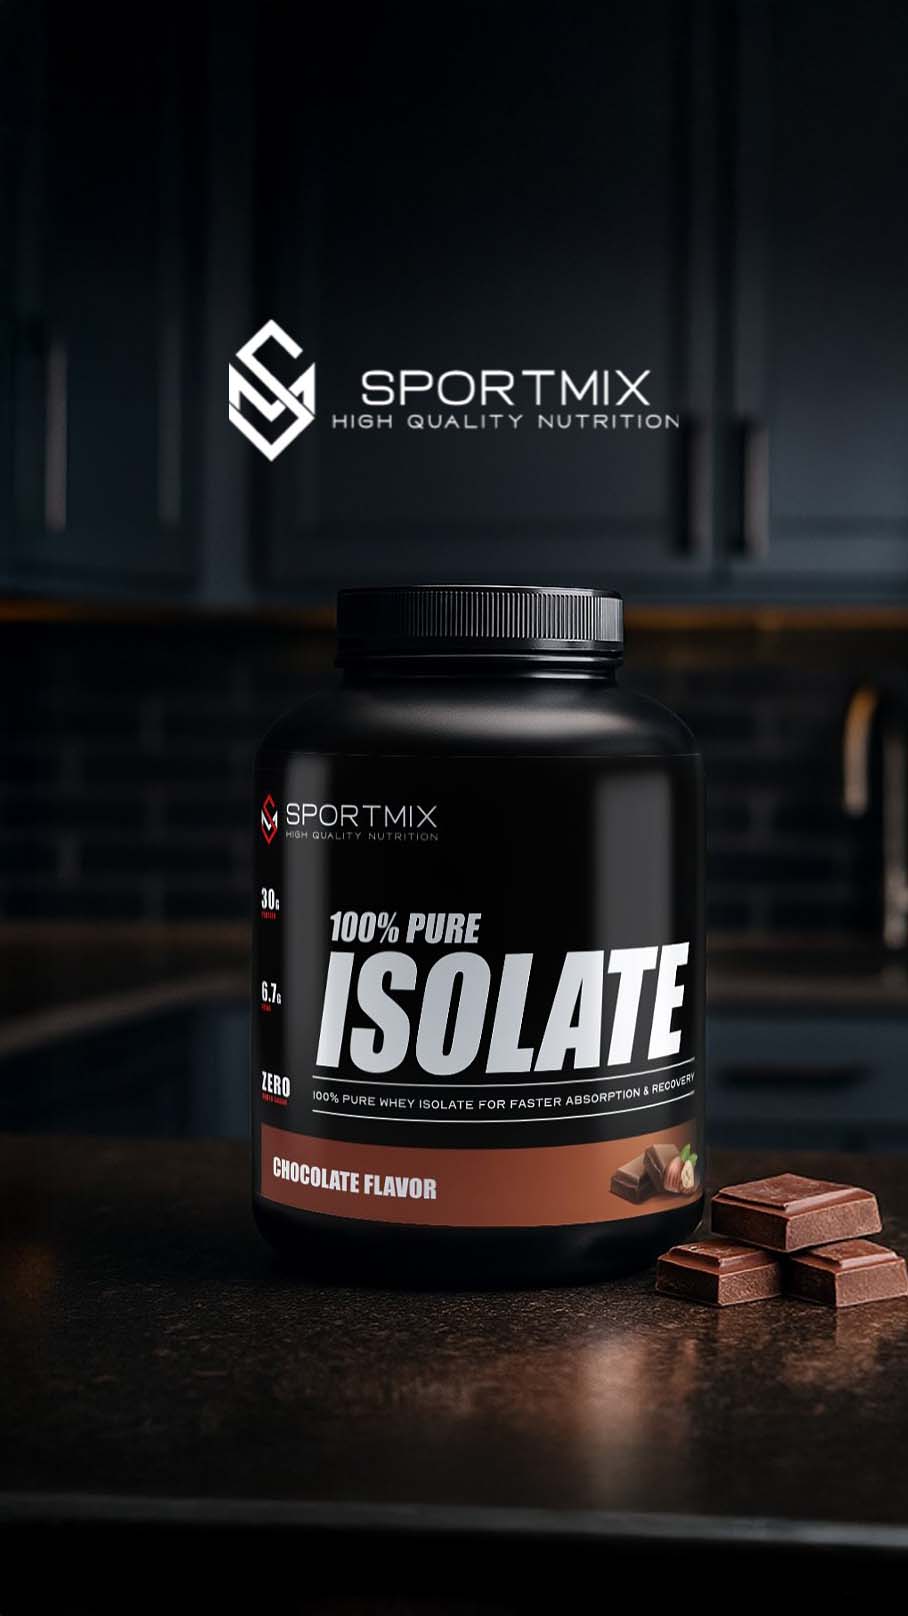 SPORTMIX
HIGH QUALITY NUTRITION
SPORTMIX
HIGH QUALITY NUTRITION
30G
6.7G
ZERO
100% PURE
ISOLATE
100% PURE WHEY ISOLATE FOR FASTER ABSORPTION & RECOVERY
CHOCOLATE FLAVOR